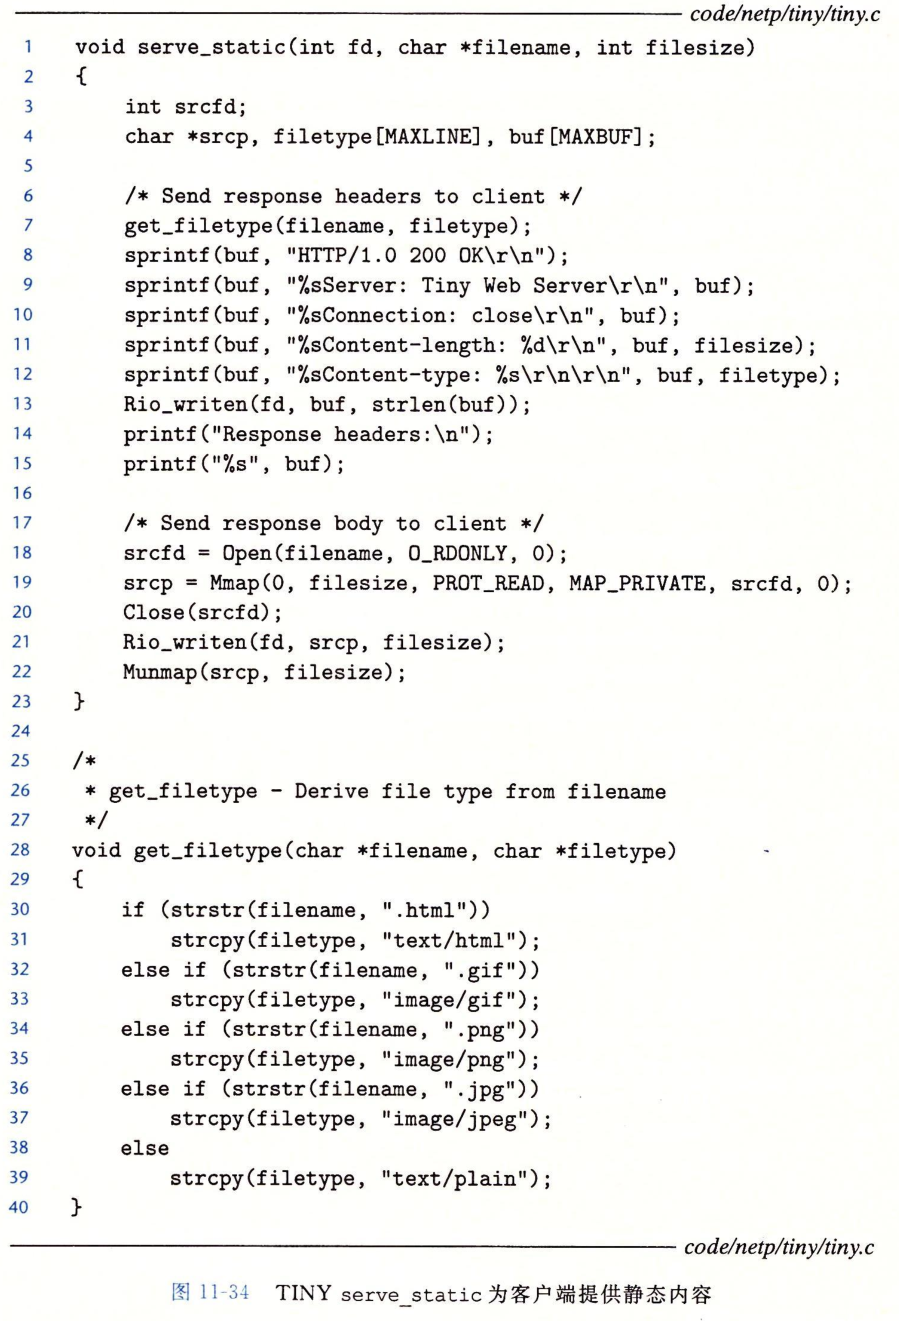 code/netp/tiny/tiny.c
1 void serve_static(int fd, char *filename, int filesize)
2 {
3     int srcfd;
4     char *srcp, filetype[MAXLINE], buf[MAXBUF];
5
6     /* Send response headers to client */
7     get_filetype(filename, filetype);
8     sprintf(buf, "HTTP/1.0 200 OK\r\n");
9     sprintf(buf, "%sServer: Tiny Web Server\r\n", buf);
10     sprintf(buf, "%sConnection: close\r\n", buf);
11     sprintf(buf, "%sContent-length: %d\r\n", buf, filesize);
12     sprintf(buf, "%sContent-type: %s\r\n\r\n", buf, filetype);
13     Rio_writen(fd, buf, strlen(buf));
14     printf("Response headers:\n");
15     printf("%s", buf);
16
17     /* Send response body to client */
18     srcfd = Open(filename, O_RDONLY, 0);
19     srcp = Mmap(0, filesize, PROT_READ, MAP_PRIVATE, srcfd, 0);
20     Close(srcfd);
21     Rio_writen(fd, srcp, filesize);
22     Munmap(srcp, filesize);
23 }
24
25 /*
26  * get_filetype - Derive file type from filename
27  */
28 void get_filetype(char *filename, char *filetype)
29 {
30     if (strstr(filename, ".html"))
31         strcpy(filetype, "text/html");
32     else if (strstr(filename, ".gif"))
33         strcpy(filetype, "image/gif");
34     else if (strstr(filename, ".png"))
35         strcpy(filetype, "image/png");
36     else if (strstr(filename, ".jpg"))
37         strcpy(filetype, "image/jpeg");
38     else
39         strcpy(filetype, "text/plain");
40 }
code/netp/tiny/tiny.c
图 11-34 TINY serve_static 为客户端提供静态内容